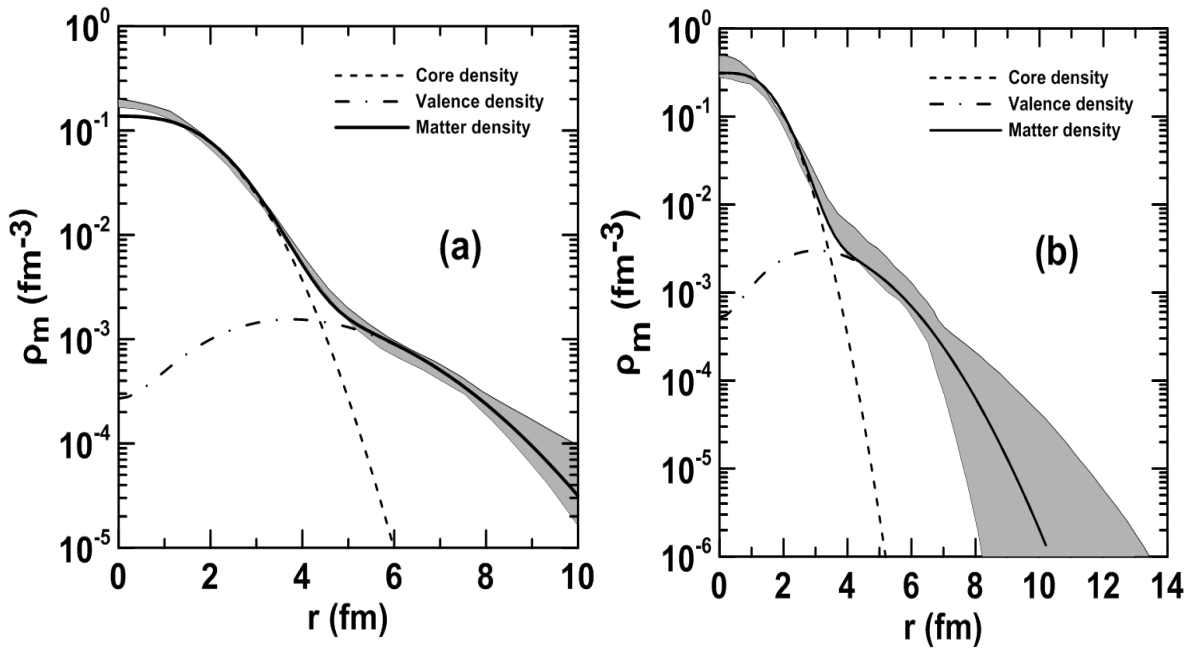 10⁰
10⁻¹
10⁻²
10⁻³
10⁻⁴
10⁻⁵
ρm (fm⁻³)
Core density
Valence density
Matter density
(a)
0 2 4 6 8 10
r (fm)
10⁰
10⁻¹
10⁻²
10⁻³
10⁻⁴
10⁻⁵
10⁻⁶
ρm (fm⁻³)
Core density
Valence density
Matter density
(b)
0 2 4 6 8 10 12 14
r (fm)